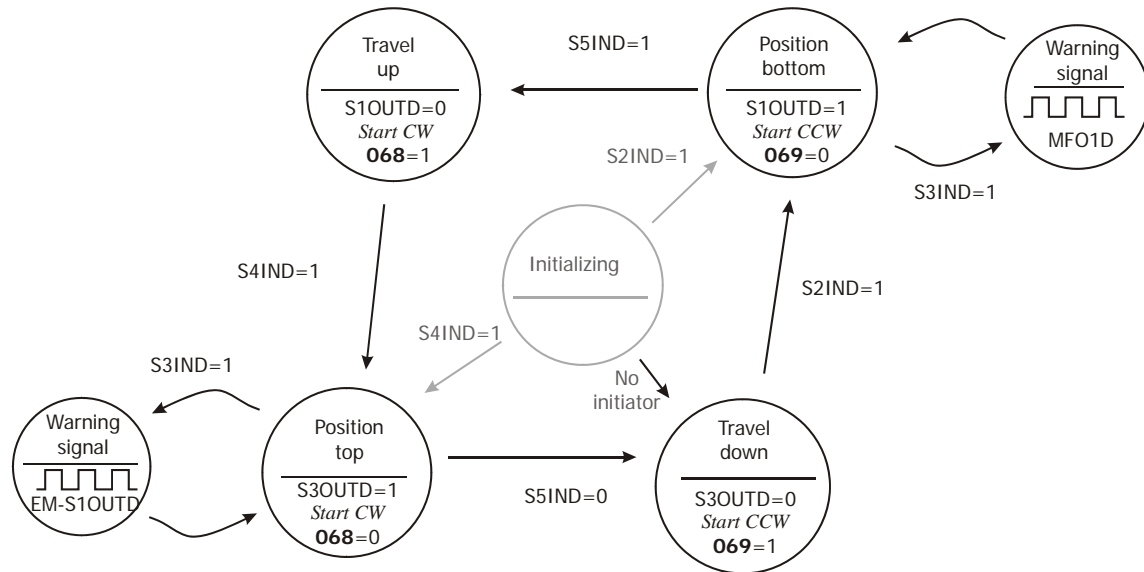 Travel
up
S1OUTD=0
Start CW
068=1
S5IND=1
Position
bottom
S1OUTD=1
Start CCW
069=0
Warning
signal
MFO1D
S3IND=1
S2IND=1
Initializing
S4IND=1
S4IND=1
No
initiator
S2IND=1
S3IND=1
Warning
signal
EM-S1OUTD
Position
top
S3OUTD=1
Start CW
068=0
S5IND=0
Travel
down
S3OUTD=0
Start CCW
069=1